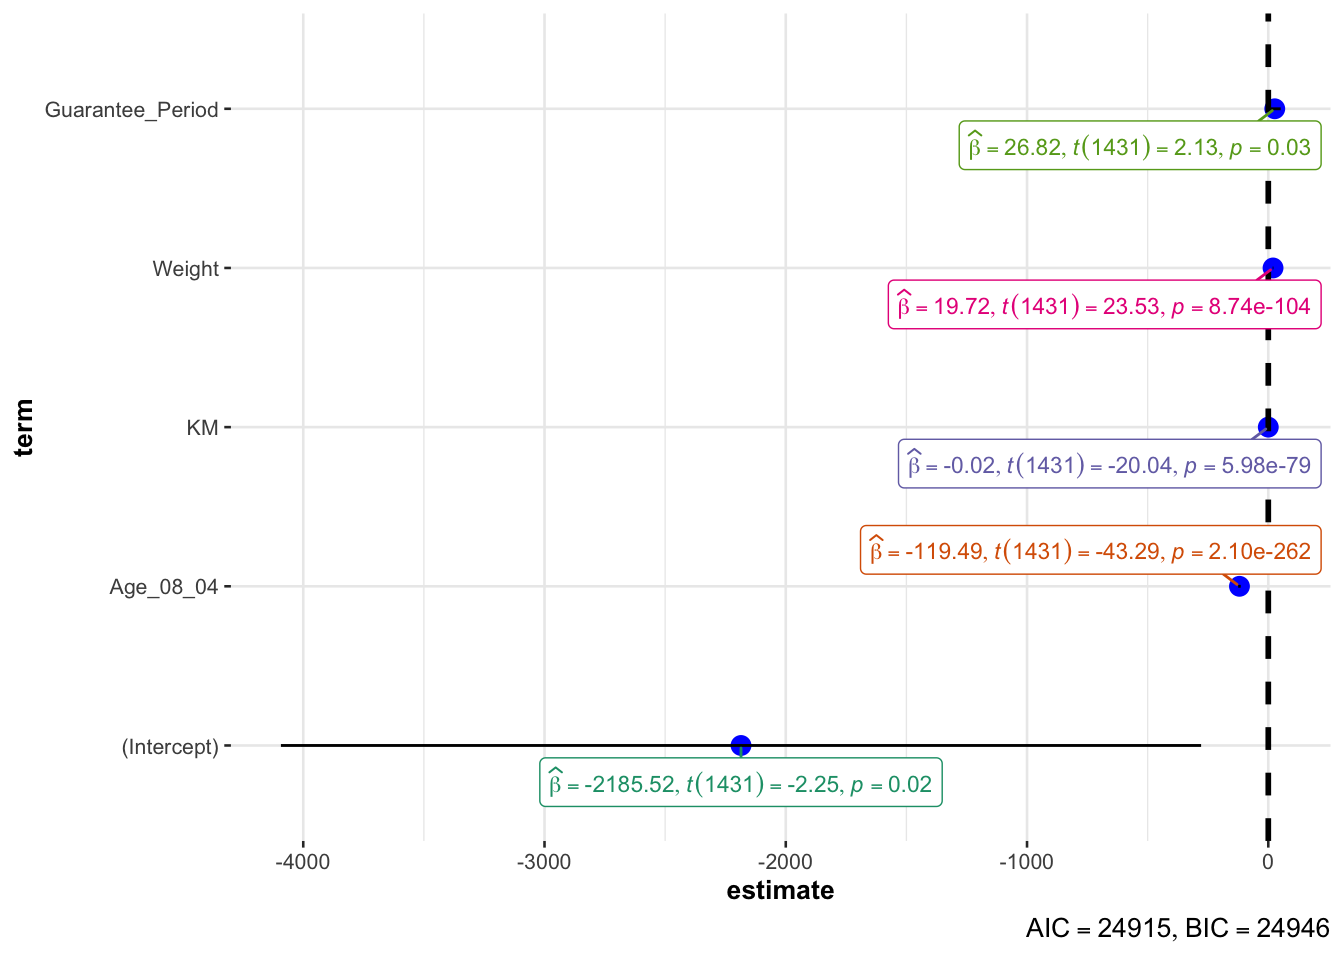 Guarantee_Period
β̂ = 26.82, t(1431) = 2.13, p = 0.03
Weight
β̂ = 19.72, t(1431) = 23.53, p = 8.74e-104
KM
β̂ = -0.02, t(1431) = -20.04, p = 5.98e-79
β̂ = -119.49, t(1431) = -43.29, p = 2.10e-262
Age_08_04
(Intercept)
β̂ = -2185.52, t(1431) = -2.25, p = 0.02
term
-4000 -3000 -2000 -1000 0
estimate
AIC = 24915, BIC = 24946